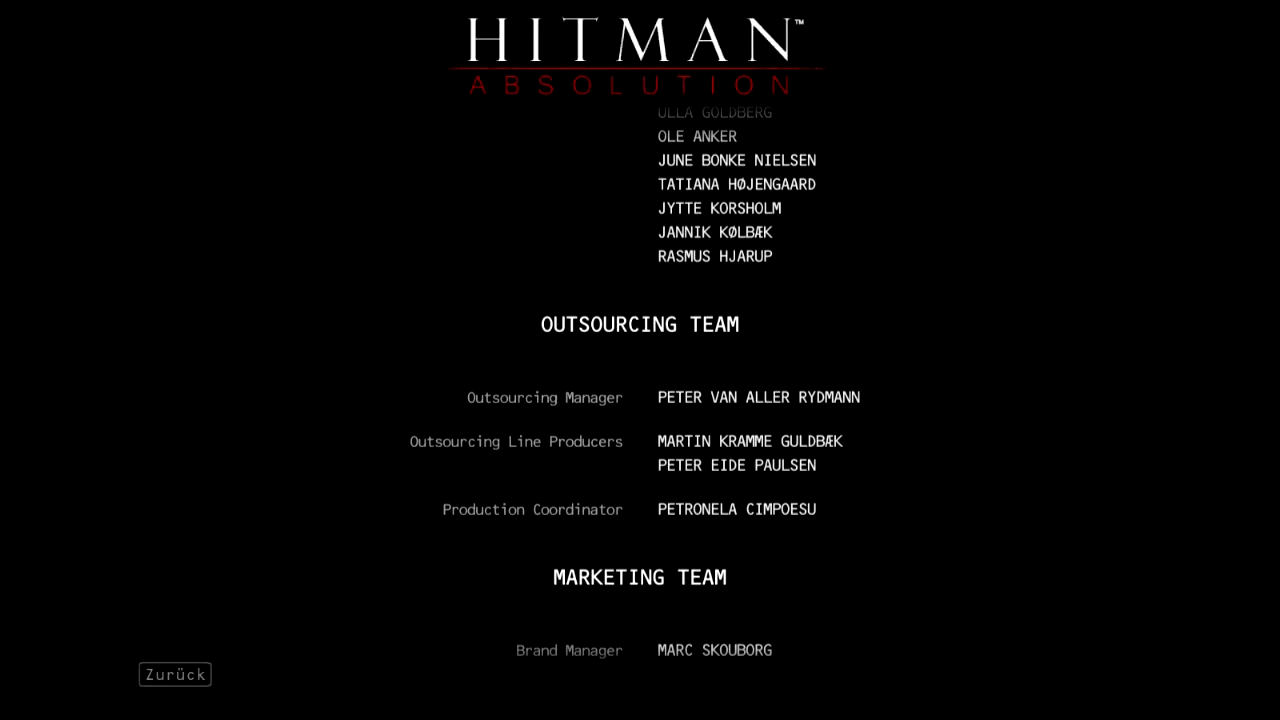 HITMAN™
ABSOLUTION
ULLA GOLDBERG
OLE ANKER
JUNE BONKE NIELSEN
TATIANA HØJENGAARD
JYTTE KORSHOLM
JANNIK KØLBÆK
RASMUS HJARUP
OUTSOURCING TEAM
Outsourcing Manager PETER VAN ALLER RYDMANN
Outsourcing Line Producers MARTIN KRAMME GULDBÆK
PETER EIDE PAULSEN
Production Coordinator PETRONELA CIMPOESU
MARKETING TEAM
Brand Manager MARC SKOUBORG
Zurück